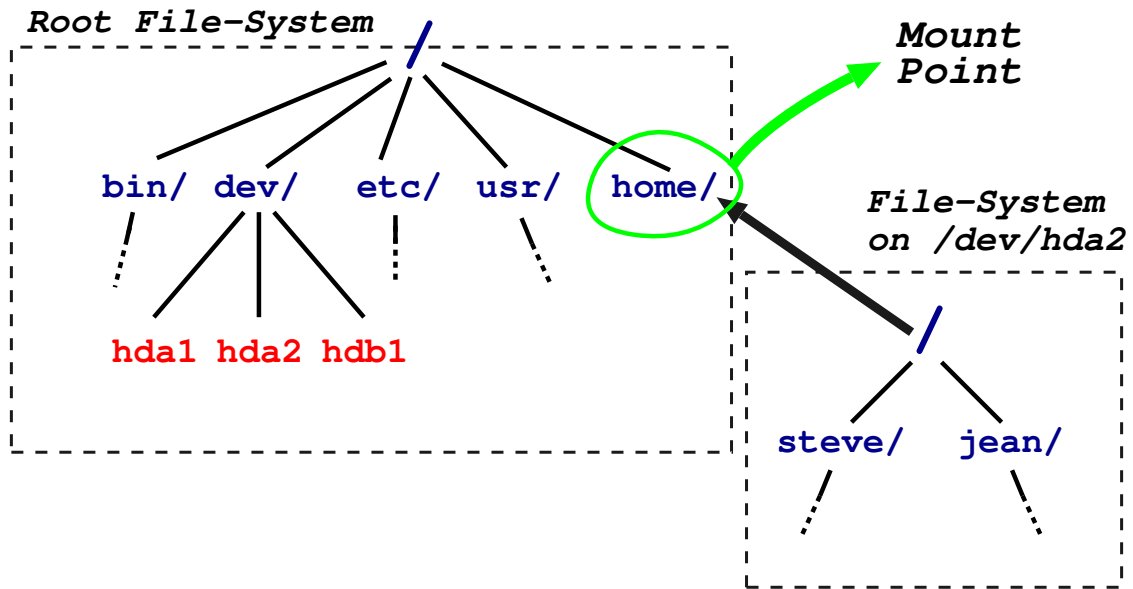 Root File-System
/
Mount
Point
bin/ dev/ etc/ usr/ home/
File-System
on /dev/hda2
/
hda1 hda2 hdb1
steve/ jean/